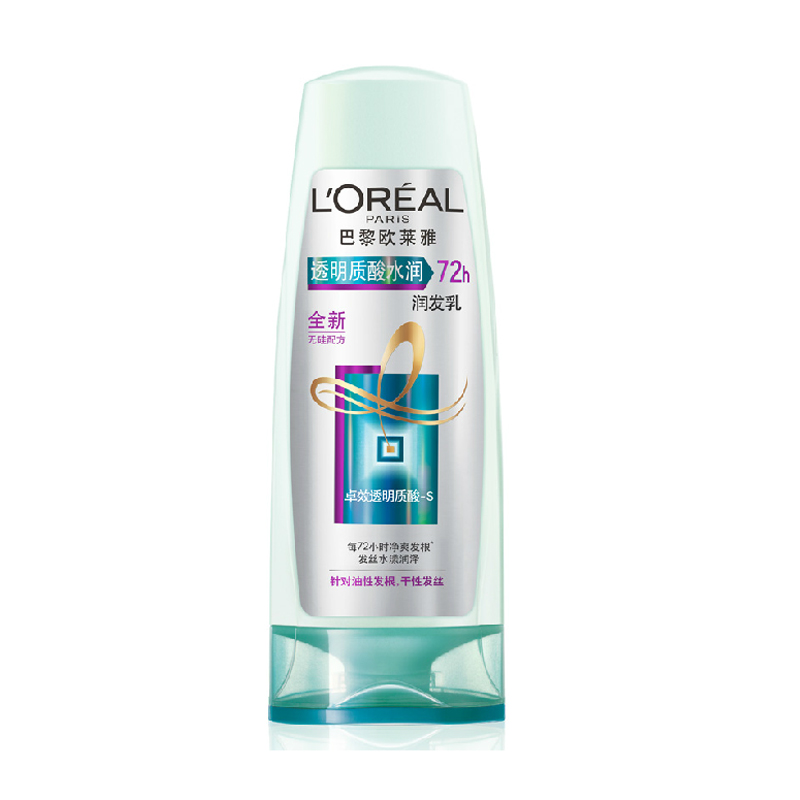 L'ORÉAL
PARIS
巴黎欧莱雅
透明质酸水润 72h
润发乳
全新
无硅配方
卓效透明质酸-S
每72小时净爽发根*
发丝水漾润泽
针对油性发根,干性发丝